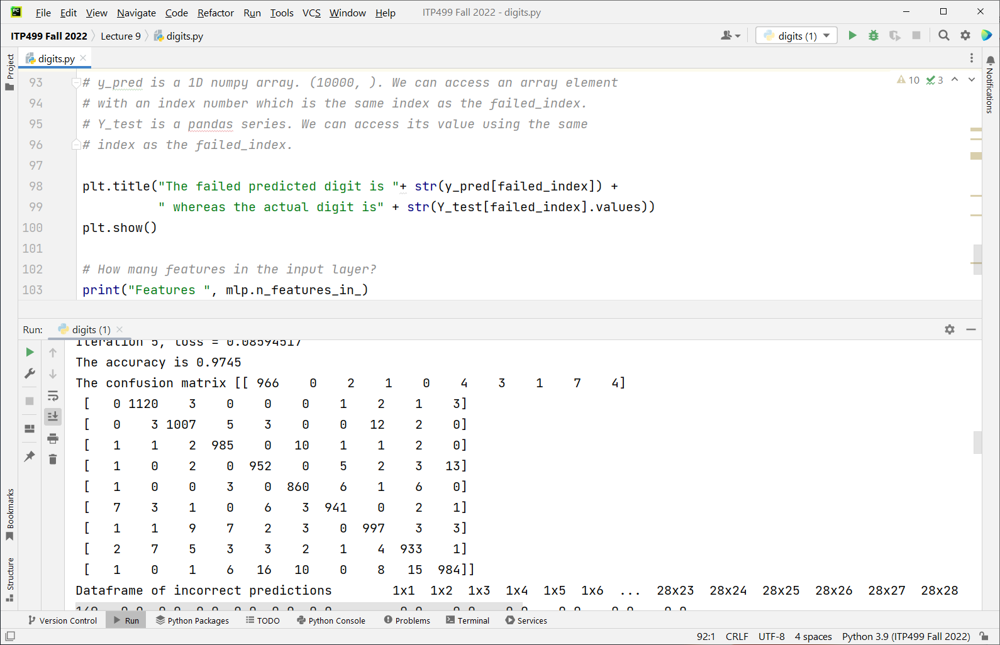 File Edit View Navigate Code Refactor Run Tools VCS Window Help ITP499 Fall 2022 - digits.py
ITP499 Fall 2022 Lecture 9 digits.py digits (1)
Project
digits.py
Notifications
10 3
93 # y_pred is a 1D numpy array. (10000, ). We can access an array element
94 # with an index number which is the same index as the failed_index.
95 # Y_test is a pandas series. We can access its value using the same
96 # index as the failed_index.
97
98 plt.title("The failed predicted digit is "+ str(y_pred[failed_index]) +
99 " whereas the actual digit is" + str(Y_test[failed_index].values))
100 plt.show()
101
102 # How many features in the input layer?
103 print("Features ", mlp.n_features_in_)
Run: digits (1)
Iteration 5, loss = 0.08594517
The accuracy is 0.9745
The confusion matrix [[ 966 0 2 1 0 4 3 1 7 4]
[ 0 1120 3 0 0 0 1 2 1 3]
[ 0 3 1007 5 3 0 0 12 2 0]
[ 1 1 2 985 0 10 1 1 2 0]
[ 1 0 2 0 952 0 5 2 3 13]
[ 1 0 0 3 0 860 6 1 6 0]
[ 7 3 1 0 6 3 941 0 2 1]
[ 1 1 9 7 2 3 0 997 3 3]
[ 2 7 5 3 3 2 1 4 933 1]
[ 1 0 1 6 16 10 0 8 15 984]]
Dataframe of incorrect predictions 1x1 1x2 1x3 1x4 1x5 1x6 ... 28x23 28x24 28x25 28x26 28x27 28x28
Bookmarks
Structure
Version Control Run Python Packages TODO Python Console Problems Terminal Services
92:1 CRLF UTF-8 4 spaces Python 3.9 (ITP499 Fall 2022)